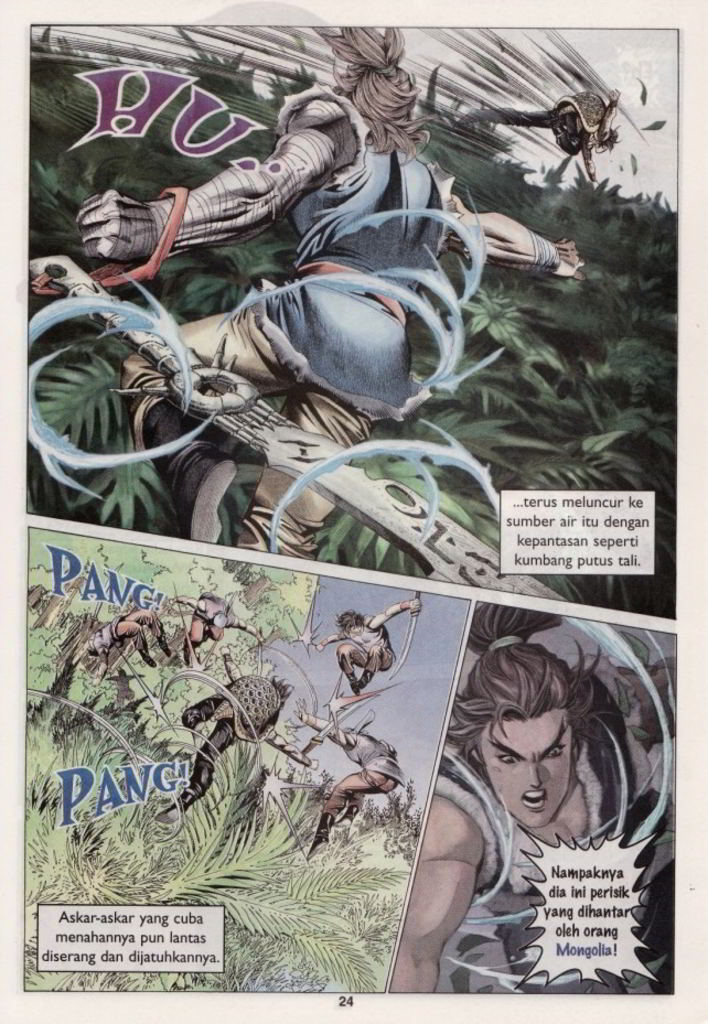 HU..
...terus meluncur ke
sumber air itu dengan
kepantasan seperti
kumbang putus tali.
PANG!
PANG!
Askar-askar yang cuba
menahannya pun lantas
diserang dan dijatuhkannya.
Nampaknya
dia ini perisik
yang dihantar
oleh orang
Mongolia!
24